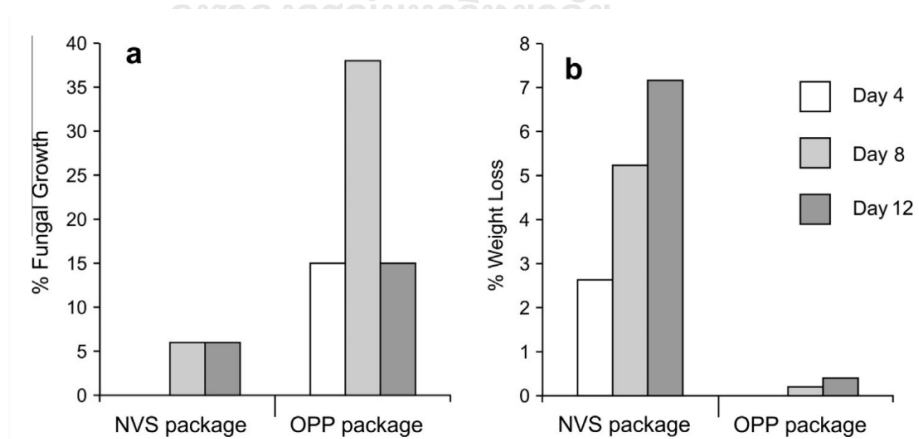 a
% Fungal Growth
40
35
30
25
20
15
10
5
0
NVS package
OPP package
b
% Weight Loss
8
7
6
5
4
3
2
1
0
NVS package
OPP package
Day 4
Day 8
Day 12